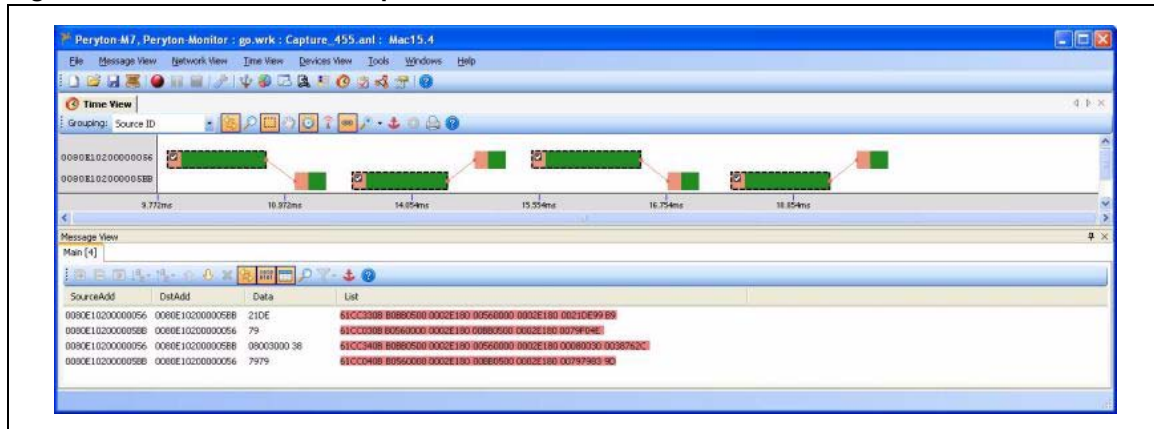 Peryton-M7, Peryton-Monitor : go.wrk : Capture_455.anl : Mac15.4
File Message View Network View Time View Devices View Tools Windows Help
Time View
Grouping: Source ID
0080E10200000056
0080E102000005BB
9.772ms 10.972ms 14.054ms 15.554ms 16.754ms 18.854ms
Message View
Main [4]
SourceAdd DstAdd Data List
0080E10200000056 0080E102000005BB 21DE 61CC3308 B0BB0500 0002E180 00560000 0002E180 0021DE99 B9
0080E102000005BB 0080E10200000056 79 61CC0308 B0560000 0002E180 00BB0500 0002E180 0079F04E
0080E10200000056 0080E102000005BB 08003000 38 61CC3408 B0BB0500 0002E180 00560000 0002E180 00080030 0038762C
0080E102000005BB 0080E10200000056 7979 61CC0408 B0560000 0002E180 00BB0500 0002E180 00797983 9D